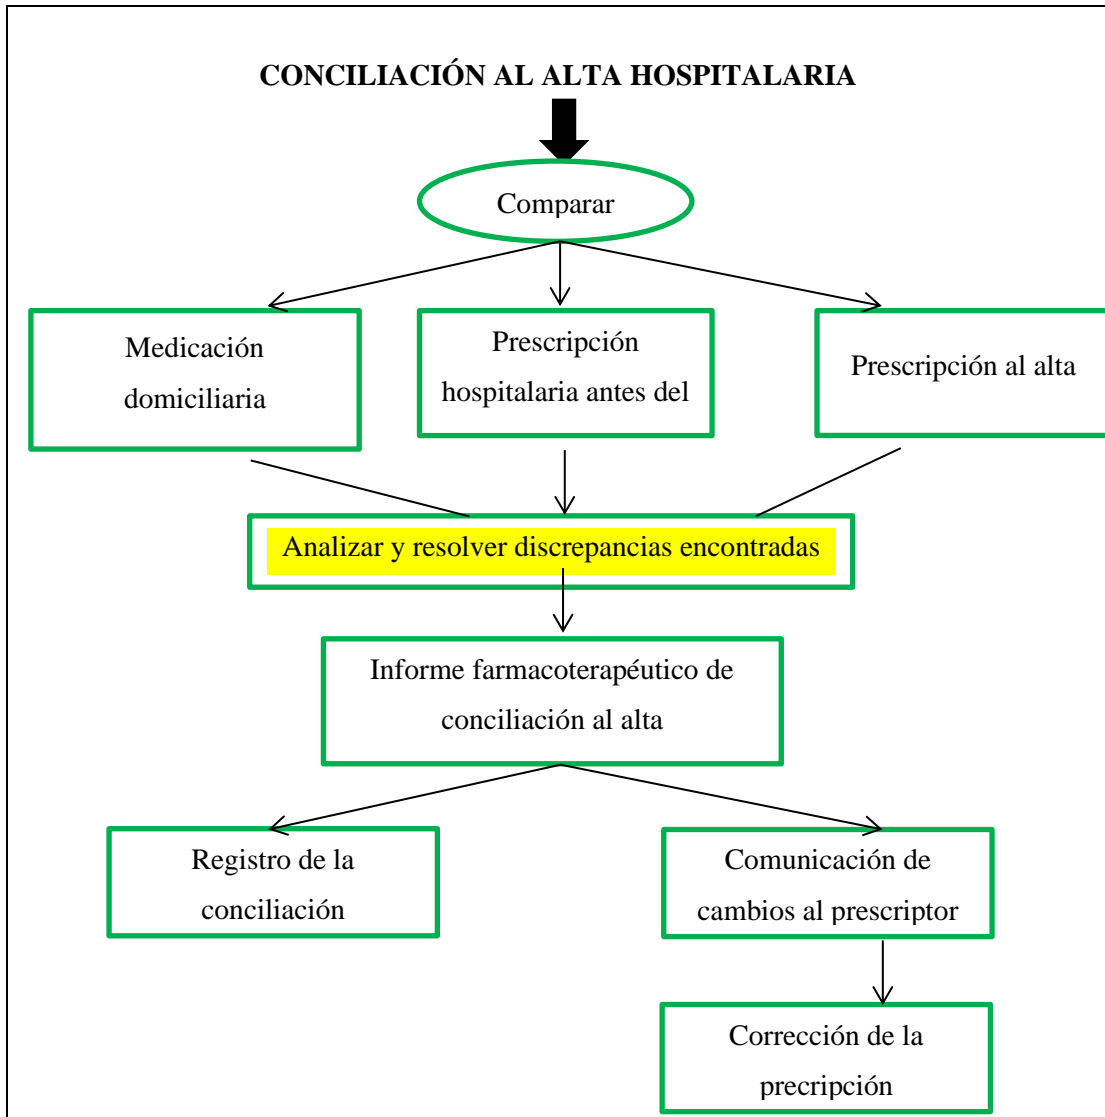 CONCILIACIÓN AL ALTA HOSPITALARIA
Comparar
Medicación
domiciliaria
Prescripción
hospitalaria antes del
Prescripción al alta
Analizar y resolver discrepancias encontradas
Informe farmacoterapéutico de
conciliación al alta
Registro de la
conciliación
Comunicación de
cambios al prescriptor
Corrección de la
precripción